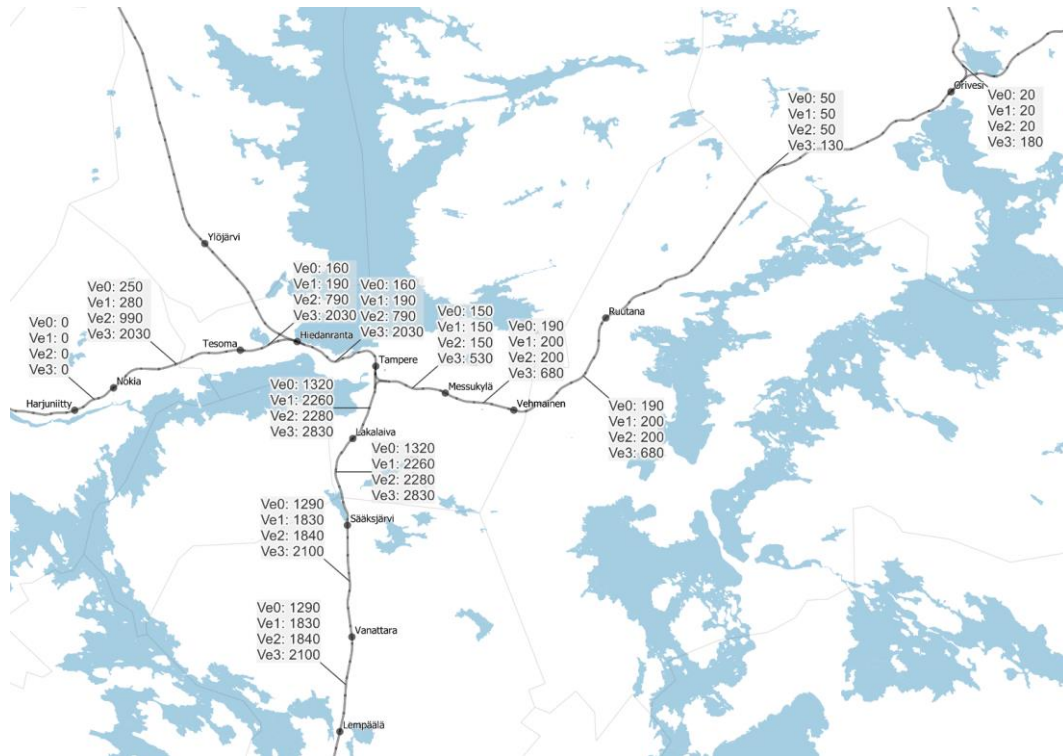 Ve0: 50
Ve1: 50
Ve2: 50
Ve3: 130
Orivesi
Ve0: 20
Ve1: 20
Ve2: 20
Ve3: 180
Ylöjärvi
Ve0: 250
Ve1: 280
Ve2: 990
Ve3: 2030
Ve0: 160
Ve1: 190
Ve2: 790
Ve3: 2030
Ve0: 160
Ve1: 190
Ve2: 790
Ve3: 2030
Ve0: 150
Ve1: 150
Ve2: 150
Ve3: 530
Ve0: 190
Ve1: 200
Ve2: 200
Ve3: 680
Ruutana
Ve0: 0
Ve1: 0
Ve2: 0
Ve3: 0
Tesoma
Hiedanranta
Tampere
Nokia
Harjuniitty
Messukylä
Vehmainen
Ve0: 1320
Ve1: 2260
Ve2: 2280
Ve3: 2830
Ve0: 190
Ve1: 200
Ve2: 200
Ve3: 680
Lakalaiva
Ve0: 1320
Ve1: 2260
Ve2: 2280
Ve3: 2830
Ve0: 1290
Ve1: 1830
Ve2: 1840
Ve3: 2100
Sääksjärvi
Ve0: 1290
Ve1: 1830
Ve2: 1840
Ve3: 2100
Vanattara
Lempäälä